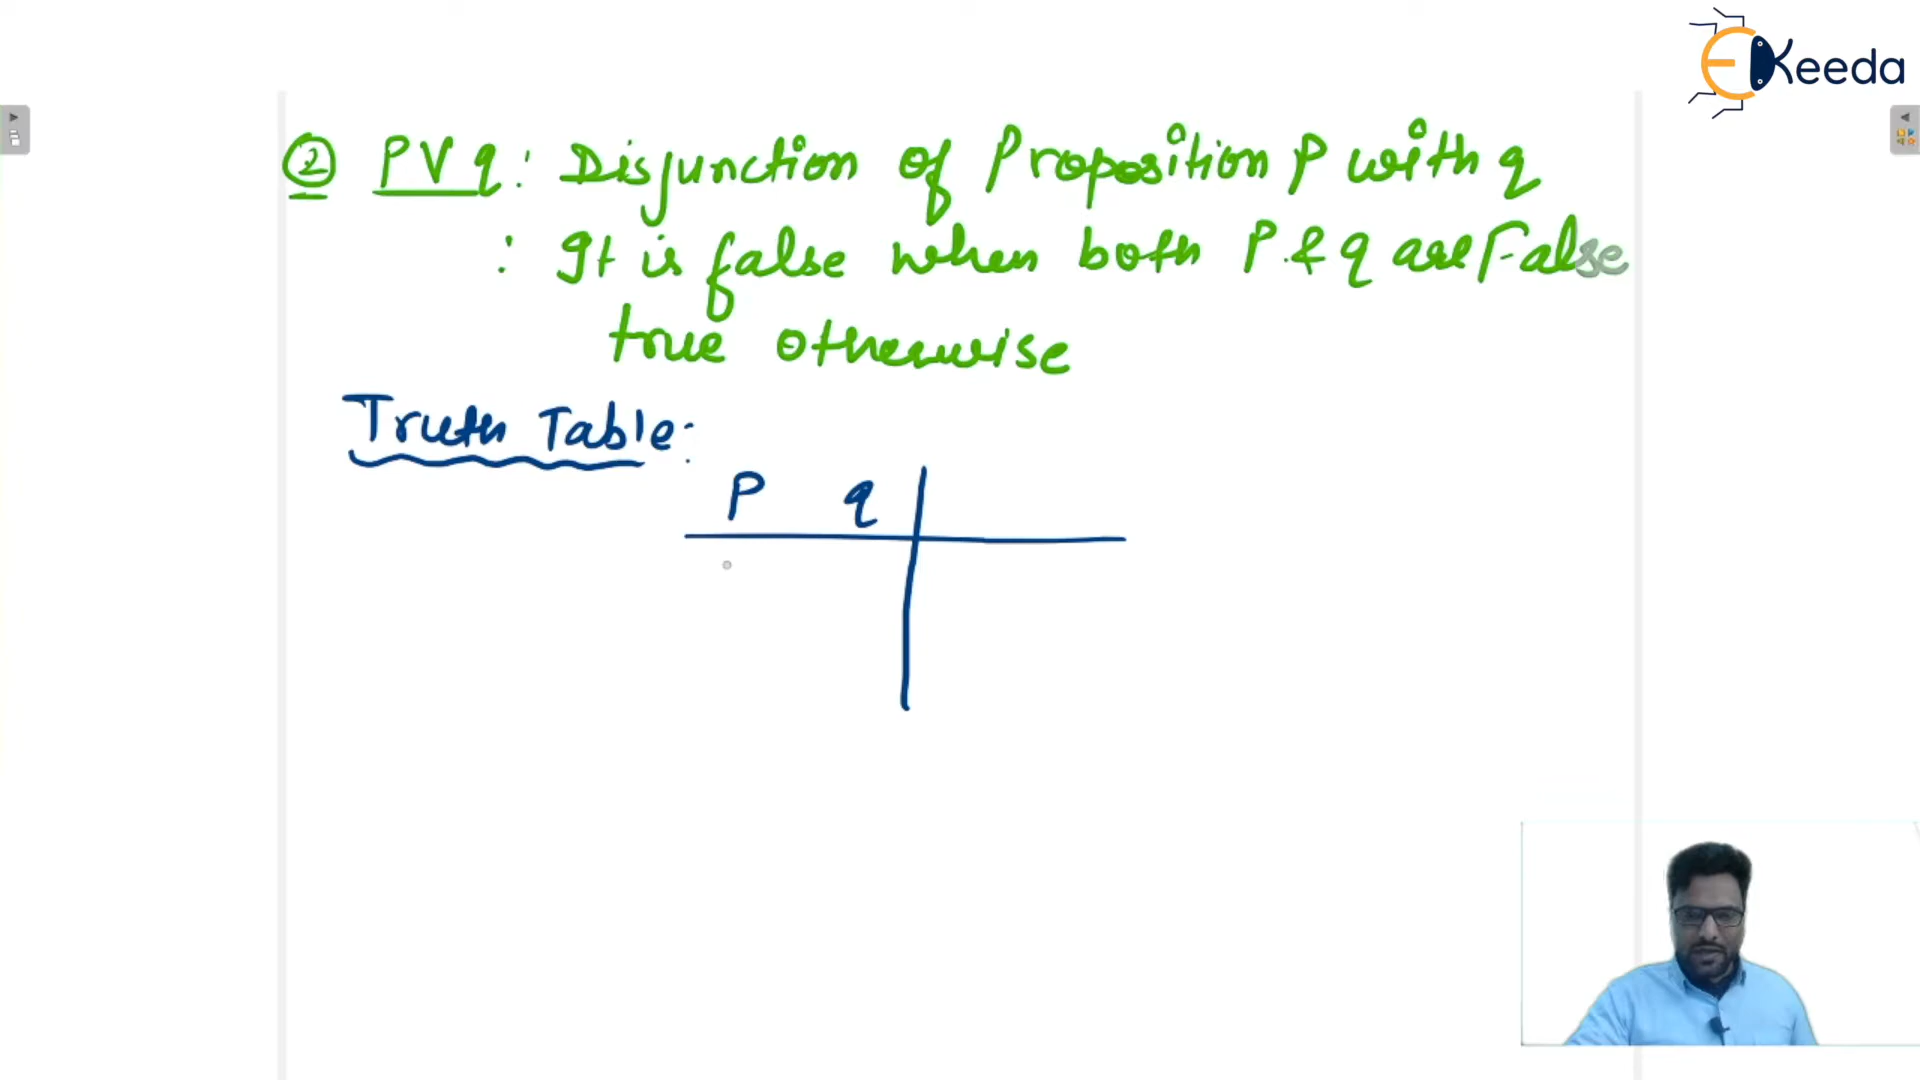 EKeeda
② P V q : Disjunction of Proposition P with q
: It is false when both P & q are False
true otherwise
Truth Table:
P q